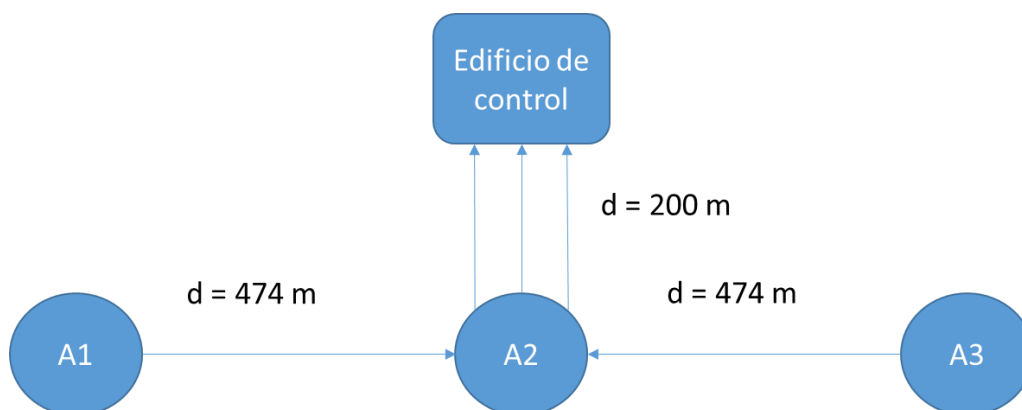 Edificio de
control
d = 200 m
d = 474 m
d = 474 m
A1
A2
A3